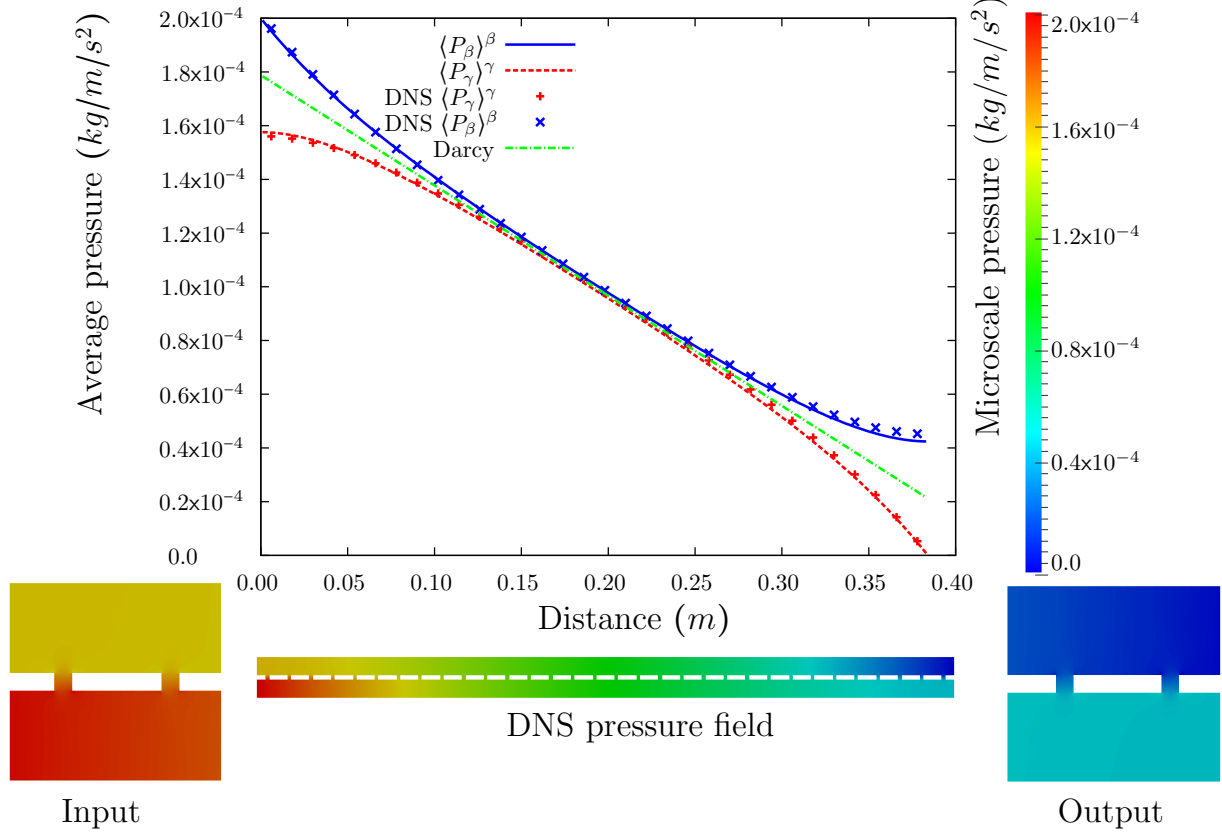 Average pressure (kg/m/s²)
2.0x10⁻⁴
1.8x10⁻⁴
1.6x10⁻⁴
1.4x10⁻⁴
1.2x10⁻⁴
1.0x10⁻⁴
0.8x10⁻⁴
0.6x10⁻⁴
0.4x10⁻⁴
0.2x10⁻⁴
0.0
⟨P_β⟩^β
⟨P_γ⟩^γ
DNS ⟨P_γ⟩^γ
DNS ⟨P_β⟩^β
Darcy
0.00 0.05 0.10 0.15 0.20 0.25 0.30 0.35 0.40
Distance (m)
Microscale pressure (kg/m/s²)
2.0x10⁻⁴
1.6x10⁻⁴
1.2x10⁻⁴
0.8x10⁻⁴
0.4x10⁻⁴
0.0
DNS pressure field
Input
Output